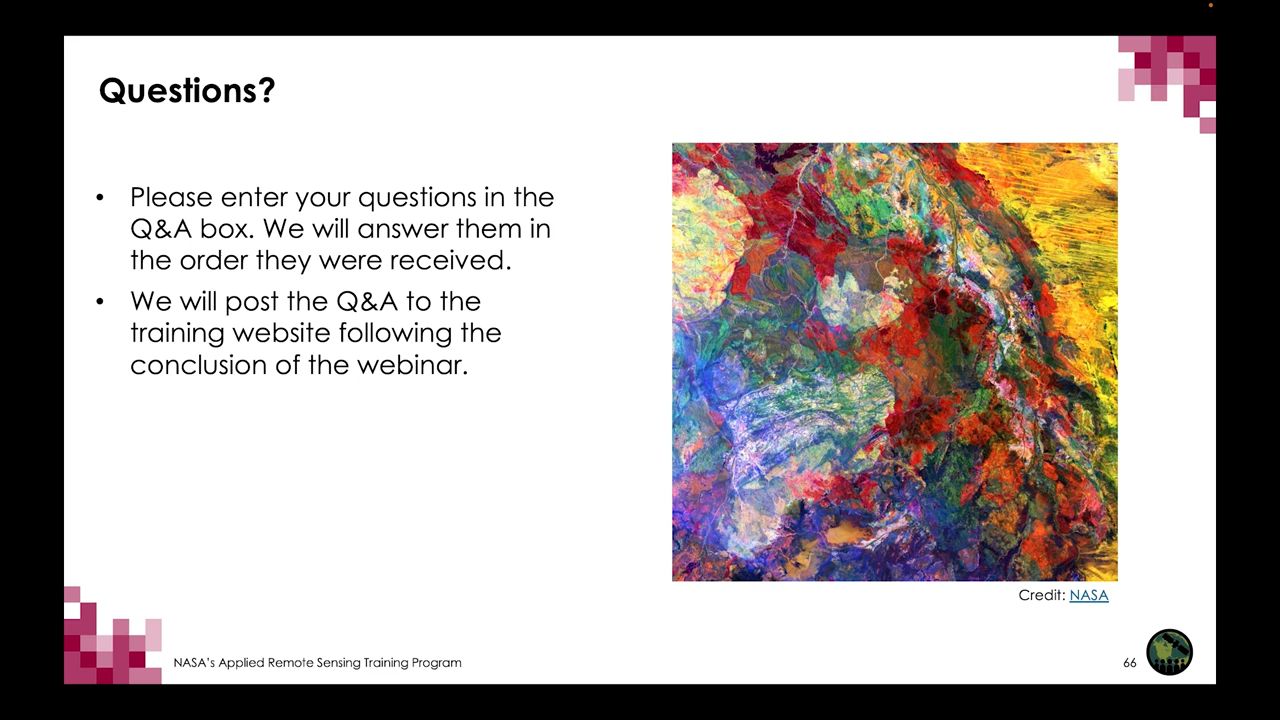 Questions?
• Please enter your questions in the
Q&A box. We will answer them in
the order they were received.
• We will post the Q&A to the
training website following the
conclusion of the webinar.
Credit: NASA
NASA's Applied Remote Sensing Training Program
66